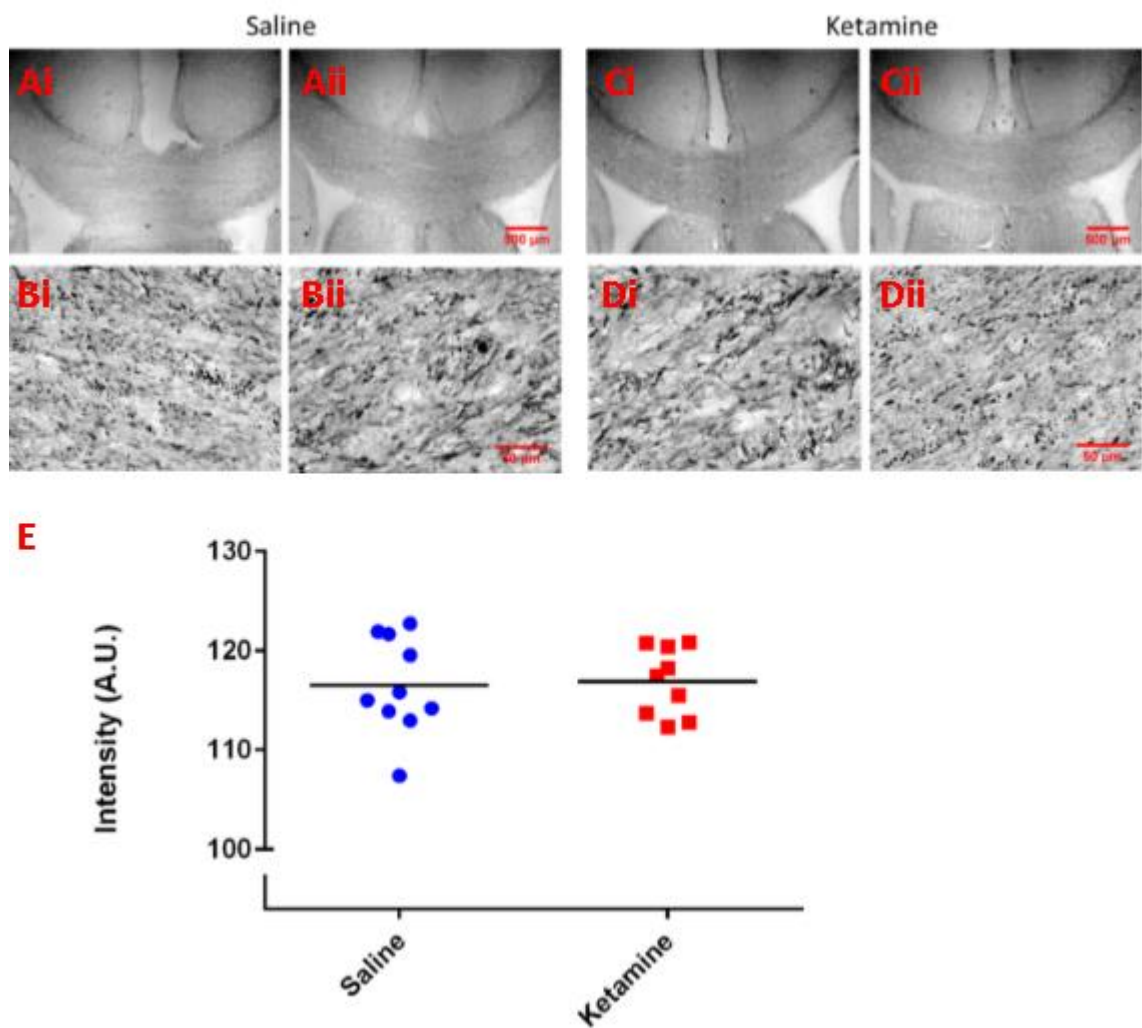 Saline Ketamine
Ai Aii Ci Cii
500 µm 500 µm
Bi Bii Di Dii
50 µm 50 µm
E
130
120
110
100
Intensity (A.U.)
Saline
Ketamine